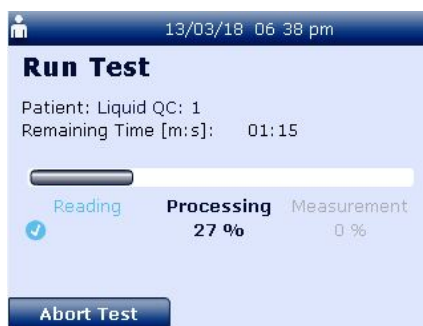 13/03/18 06 38 pm
Run Test
Patient: Liquid QC: 1
Remaining Time [m:s]: 01:15
Reading Processing Measurement
27 % 0 %
Abort Test